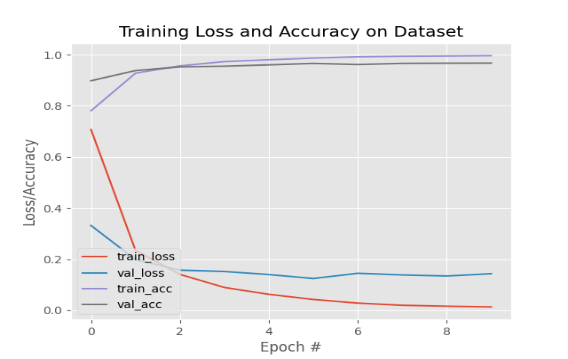 Training Loss and Accuracy on Dataset
1.0
0.8
0.6
0.4
0.2
0.0
Loss/Accuracy
train_loss
val_loss
train_acc
val_acc
0 2 4 6 8
Epoch #